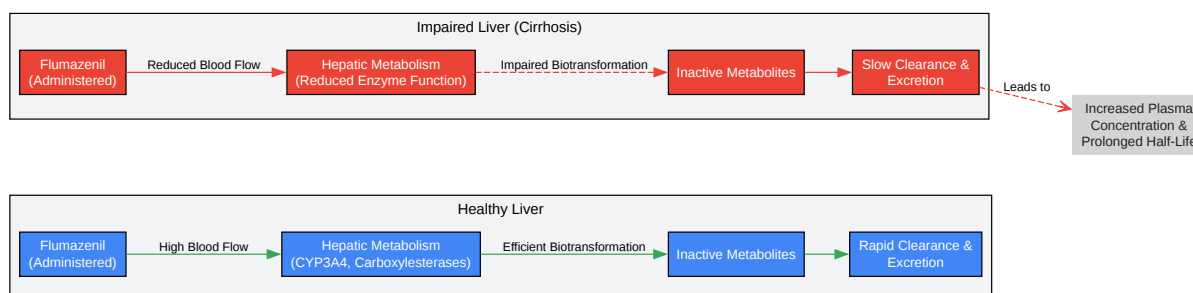 Impaired Liver (Cirrhosis)
Flumazenil
(Administered)
Reduced Blood Flow
Hepatic Metabolism
(Reduced Enzyme Function)
Impaired Biotransformation
Inactive Metabolites
Slow Clearance &
Excretion
Leads to
Increased Plasma
Concentration &
Prolonged Half-Life
Healthy Liver
Flumazenil
(Administered)
High Blood Flow
Hepatic Metabolism
(CYP3A4, Carboxylesterases)
Efficient Biotransformation
Inactive Metabolites
Rapid Clearance &
Excretion